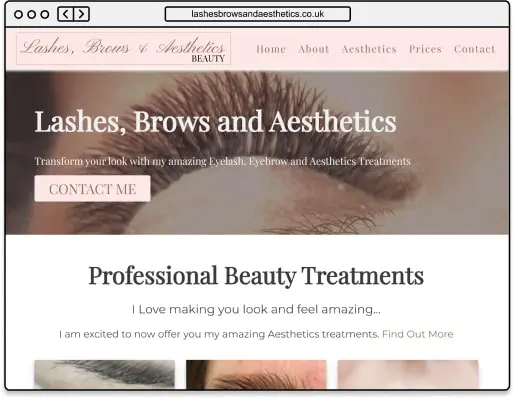 lashesbrowsandaesthetics.co.uk
Lashes, Brows & Aesthetics
BEAUTY
Home About Aesthetics Prices Contact
Lashes, Brows and Aesthetics
Transform your look with my amazing Eyelash, Eyebrow and Aesthetics Treatments
CONTACT ME
Professional Beauty Treatments
I Love making you look and feel amazing...
I am excited to now offer you my amazing Aesthetics treatments. Find Out More